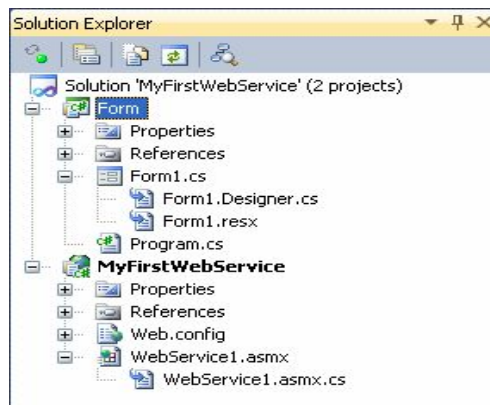 Solution Explorer
Solution 'MyFirstWebService' (2 projects)
Form
Properties
References
Form1.cs
Form1.Designer.cs
Form1.resx
Program.cs
MyFirstWebService
Properties
References
Web.config
WebService1.asmx
WebService1.asmx.cs